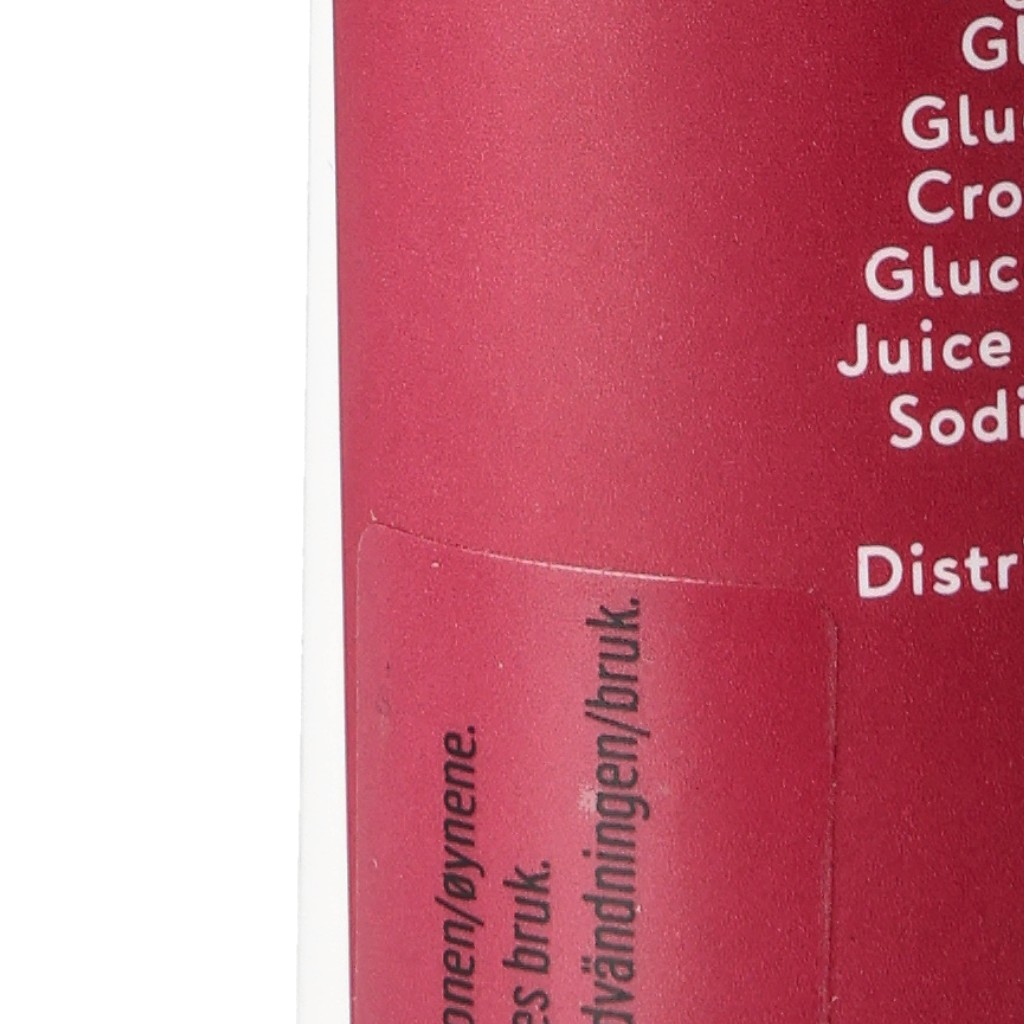 Gl
Glu
Cro
Gluc
Juice
Sodi
Distri
onen/øynene.
es bruk.
dvändningen/bruk.